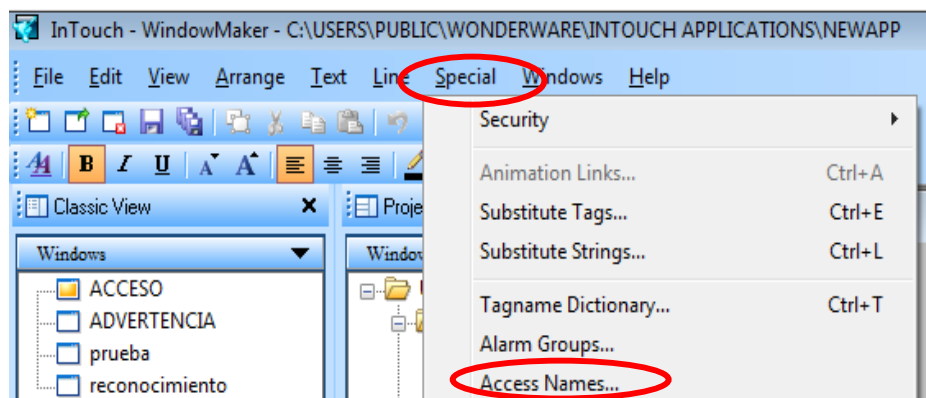 InTouch - WindowMaker - C:\USERS\PUBLIC\WONDERWARE\INTOUCH APPLICATIONS\NEWAPP
File Edit View Arrange Text Line Special Windows Help
Security
B I U A A
Animation Links... Ctrl+A
Classic View
Substitute Tags... Ctrl+E
Windows
Substitute Strings... Ctrl+L
ACCESO
Tagname Dictionary... Ctrl+T
ADVERTENCIA
Alarm Groups...
prueba
Access Names...
reconocimiento